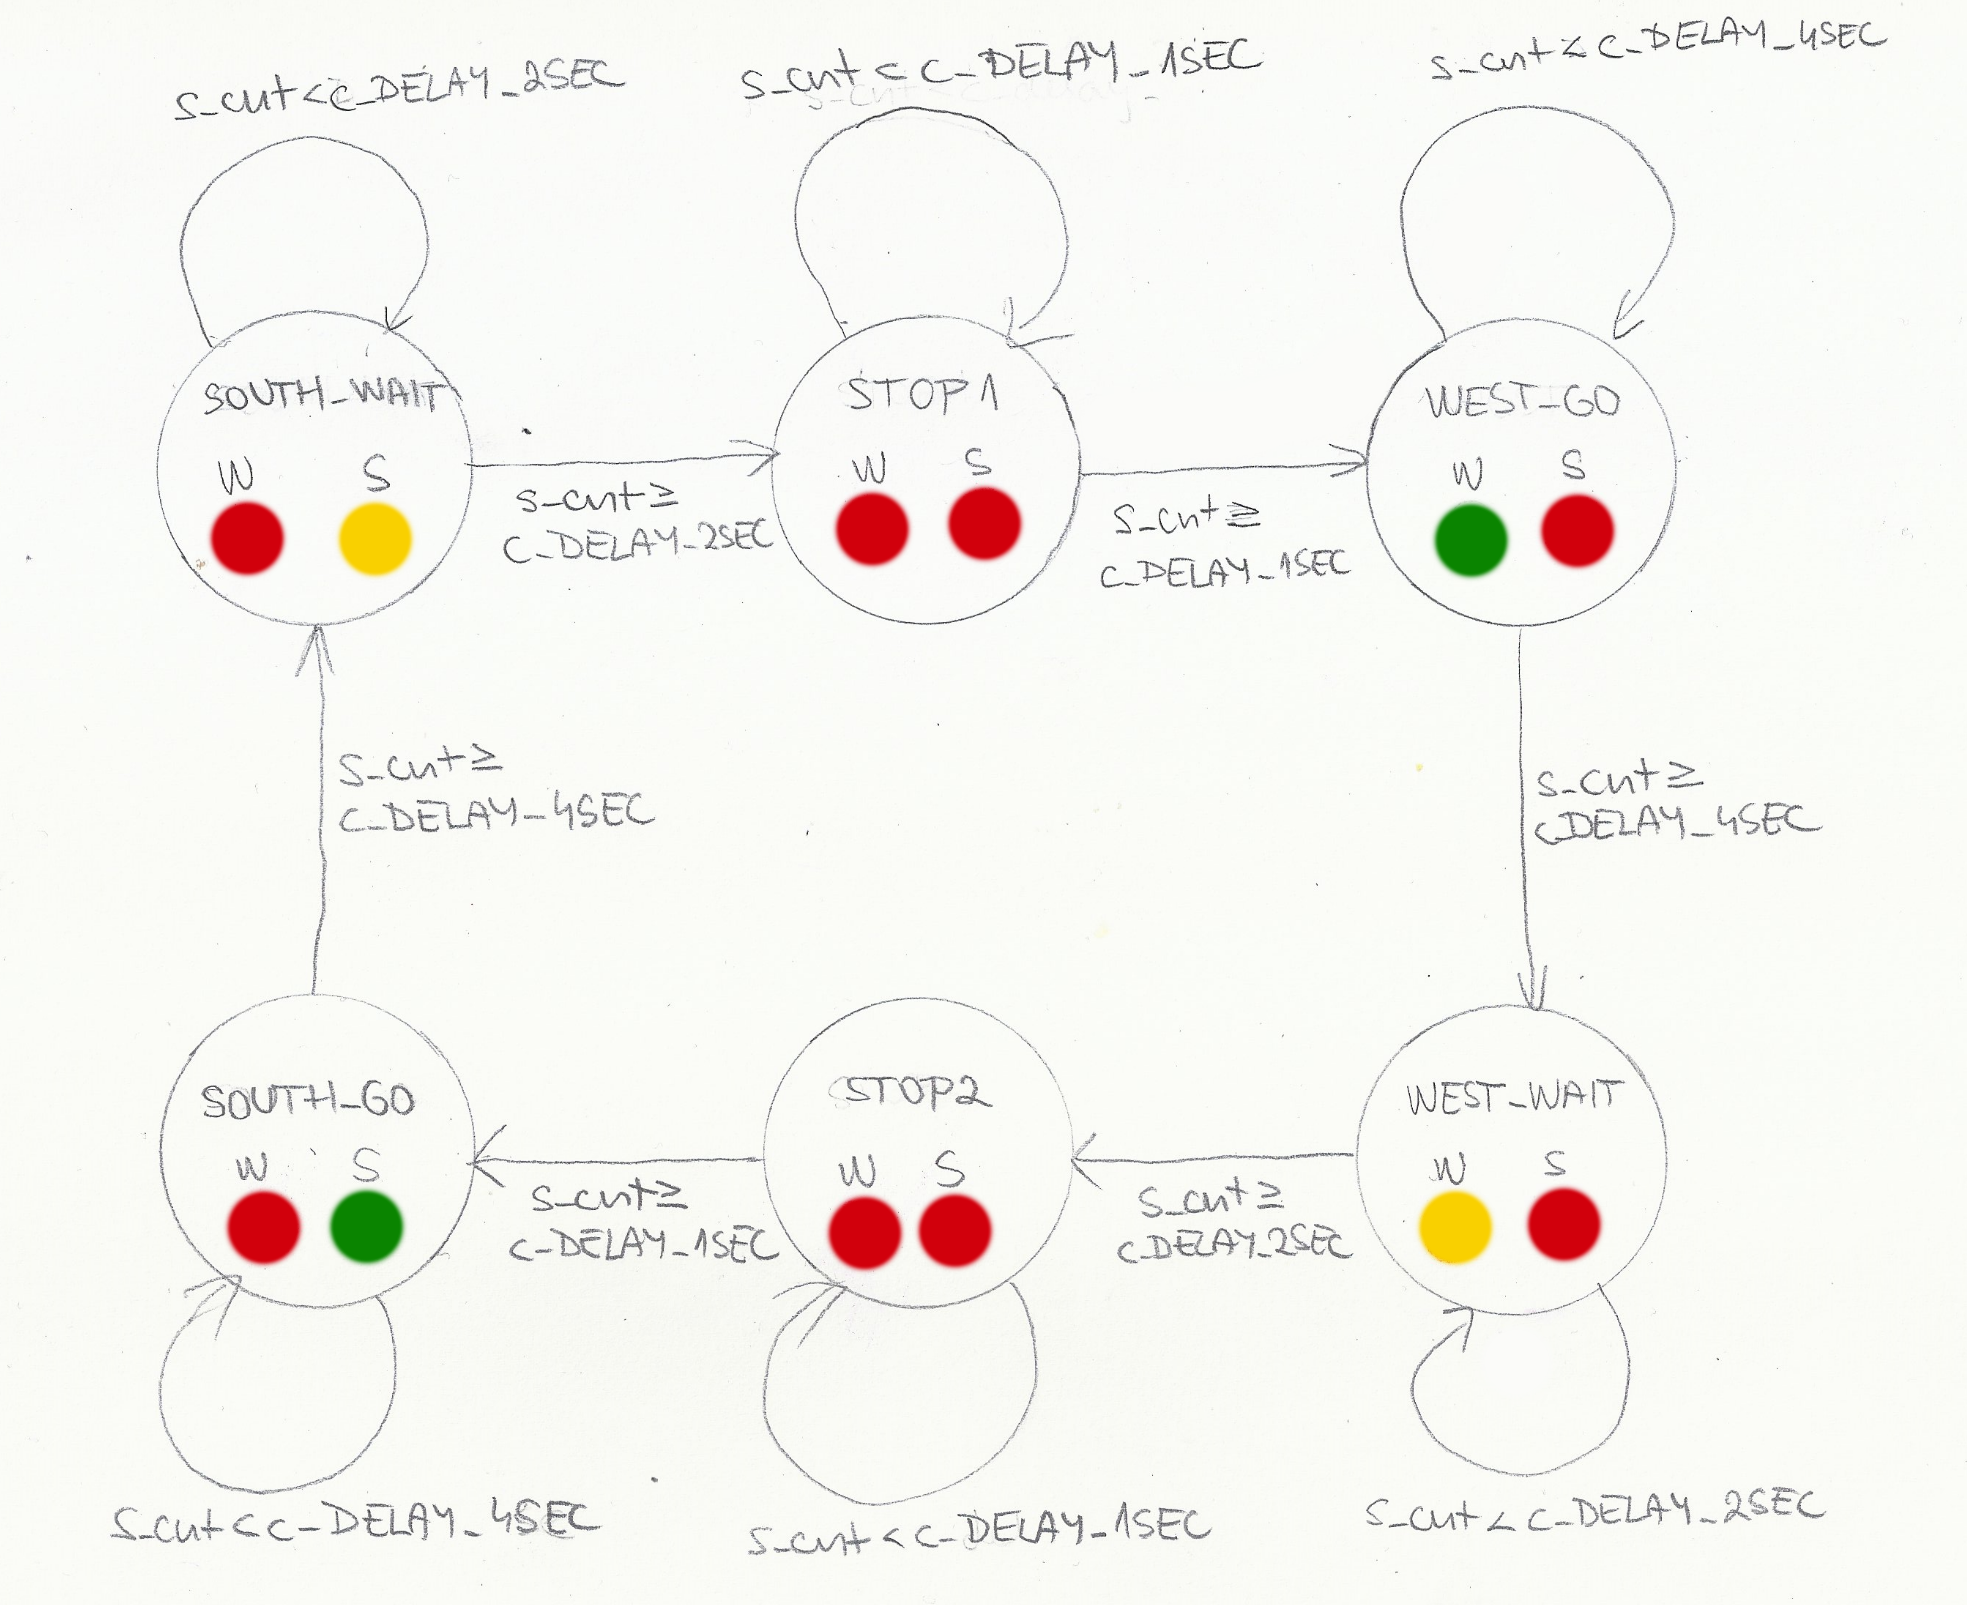 s_cnt < c_DELAY_2SEC
s_cnt < c_DELAY_1SEC
s_cnt < c_DELAY_4SEC
SOUTH_WAIT
W S
STOP1
W S
WEST_GO
W S
s_cnt ≥
c_DELAY_2SEC
s_cnt ≥
c_DELAY_1SEC
s_cnt ≥
c_DELAY_4SEC
s_cnt ≥
c_DELAY_4SEC
SOUTH_GO
W S
STOP2
W S
WEST_WAIT
W S
s_cnt ≥
c_DELAY_1SEC
s_cnt ≥
c_DELAY_2SEC
s_cnt < c_DELAY_4SEC
s_cnt < c_DELAY_1SEC
s_cnt < c_DELAY_2SEC